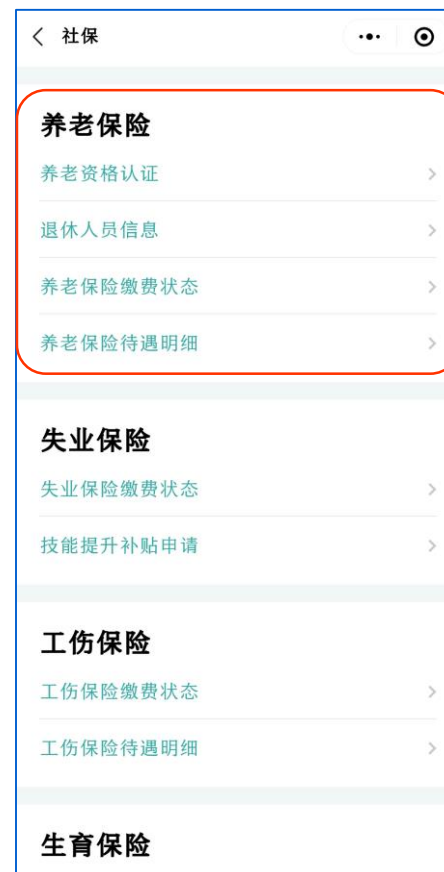 社保
养老保险
养老资格认证
退休人员信息
养老保险缴费状态
养老保险待遇明细
失业保险
失业保险缴费状态
技能提升补贴申请
工伤保险
工伤保险缴费状态
工伤保险待遇明细
生育保险